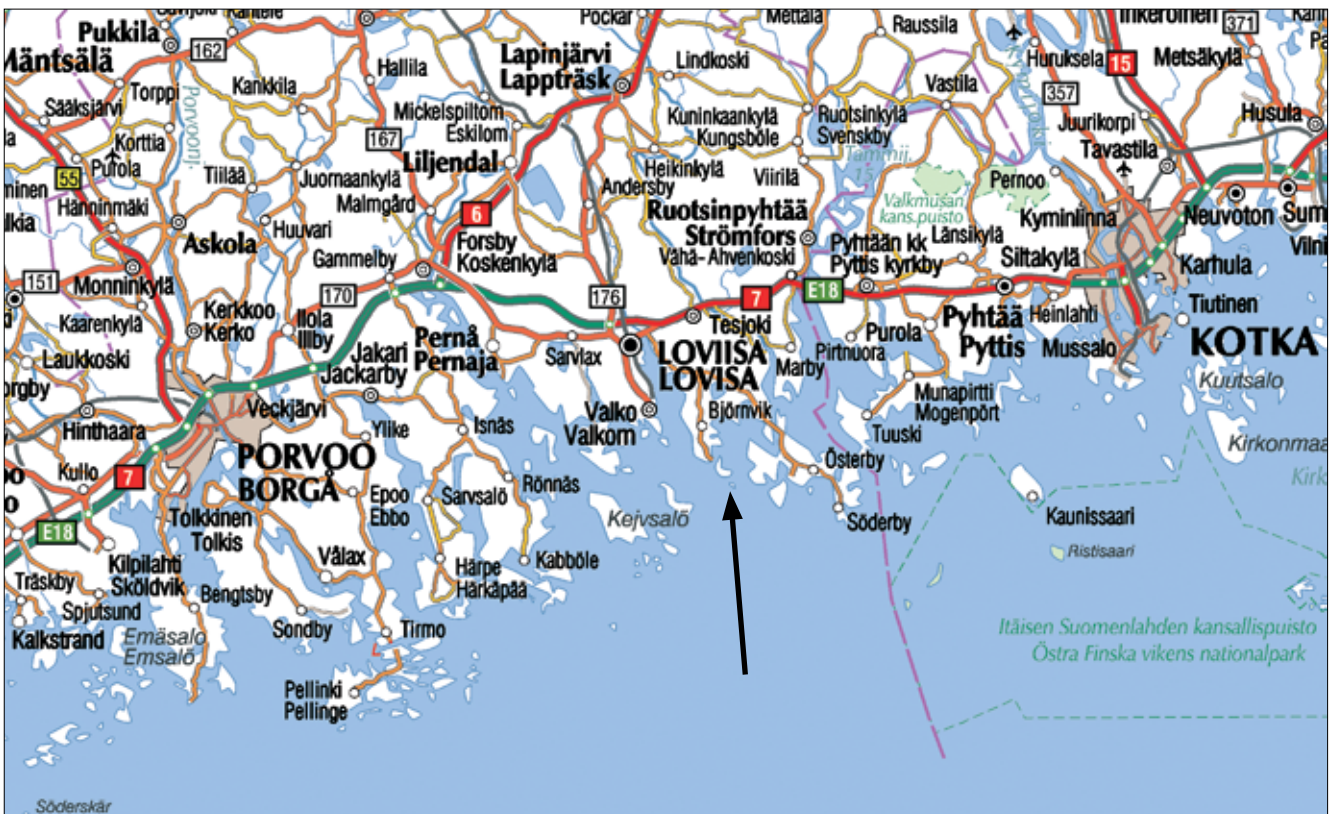 Pukkila
162
Mäntsälä
Torppi
Sääksjärvi
Kankkila
Hallila
Porvoonj.
Korttia
Purola
55
Hänninmäki
Tiilää
Juornaankylä
Malmgård
167
Mickelspiltom
Eskilom
Liljendal
Lapinjärvi
Lappträsk
Pockar
Lindkoski
Mettälä
Raussila
Vastila
Kuninkaankylä
Kungsböle
Ruotsinkylä
Svenskby
Tammij.
15
Heikinkylä
Viirilä
Andersby
Valkmusan
kans.puisto
Pernoo
Huruksela
15
357
Juurikorpi
Tavastila
Inkeroinen
371
Metsäkylä
Husula
Kyminlinna
Neuvoton
Karhula
Tiutinen
KOTKA
Mussalo
Kuutsalo
Kirkonmaa
Askola
Huuvari
6
Forsby
Koskenkylä
Gammelby
170
151
Monninkylä
Kaarenkylä
Kerkkoo
Kerko
Illola
Illby
Laukkoski
Jakari
Jackarby
Pernå
Pernaja
Sarvlax
176
Ruotsinpyhtää
Strömfors
Vähä-Ahvenkoski
7
E18
Tesjoki
Pyhtään kk
Pyttis kyrkby
Länsikylä
Siltakylä
Purola
Pyhtää
Pyttis
Heinlahti
Pirtnuora
Marby
LOVIISA
LOVISA
Munapirtti
Mogenpört
Tuuski
Björnvik
Valko
Valkom
Österby
Söderby
Hinthaara
Veckjärvi
Ylike
Isnäs
Kullo
7
E18
PORVOO
BORGÅ
Epoo
Ebbo
Sarvsalö
Rönnäs
Kejvsalö
Kaunissaari
Ristisaari
Tolkkinen
Tolkis
Kilpilahti
Sköldvik
Vålax
Härpe
Härkäpää
Kabböle
Träskby
Spjutsund
Kalkstrand
Bengtsby
Emäsalo
Emsalö
Sondby
Tirmo
Pellinki
Pellinge
Itäisen Suomenlahden kansallispuisto
Östra Finska vikens nationalpark
Söderskär